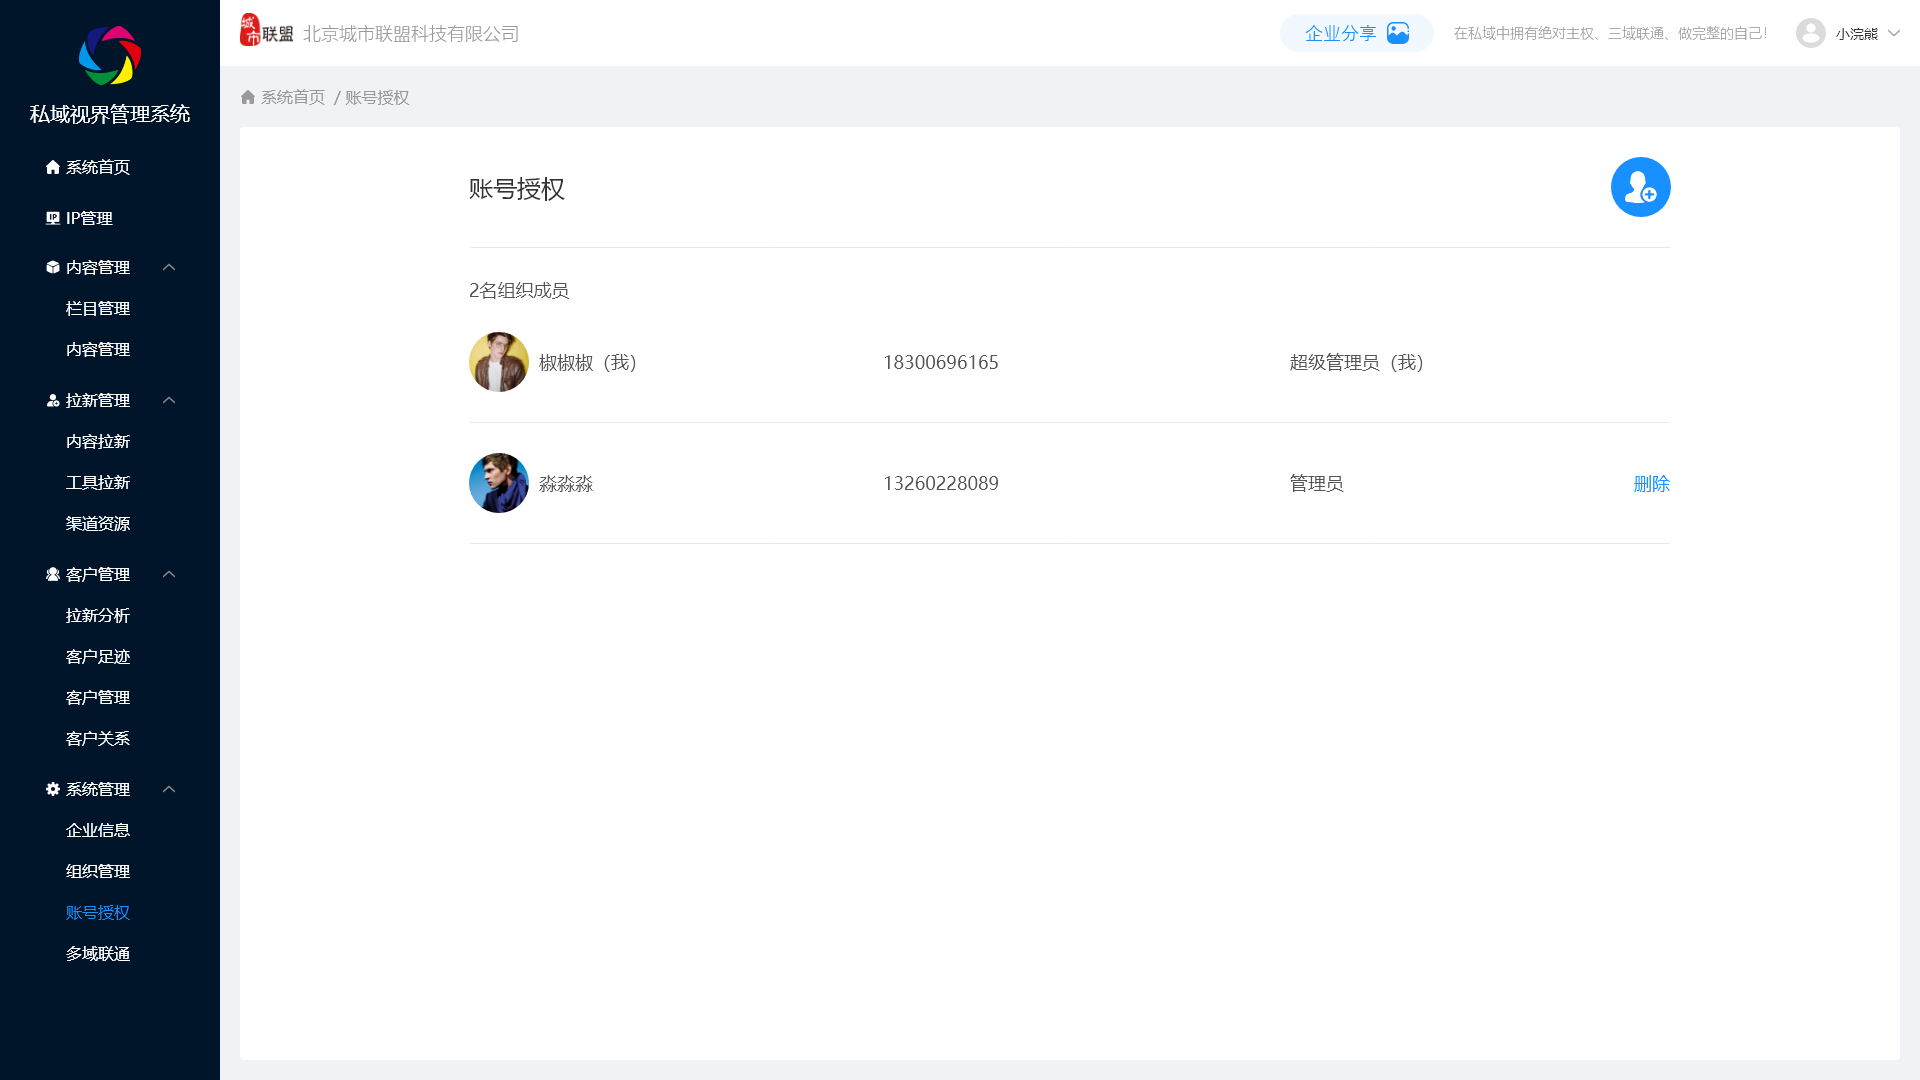 私域视界管理系统
系统首页
IP管理
内容管理
栏目管理
内容管理
拉新管理
内容拉新
工具拉新
渠道资源
客户管理
拉新分析
客户足迹
客户管理
客户关系
系统管理
企业信息
组织管理
账号授权
多域联通
城市联盟 北京城市联盟科技有限公司
企业分享
在私域中拥有绝对主权、三域联通、做完整的自己!
小浣熊
系统首页 / 账号授权
账号授权
2名组织成员
椒椒椒（我） 18300696165 超级管理员（我）
淼淼淼 13260228089 管理员 删除